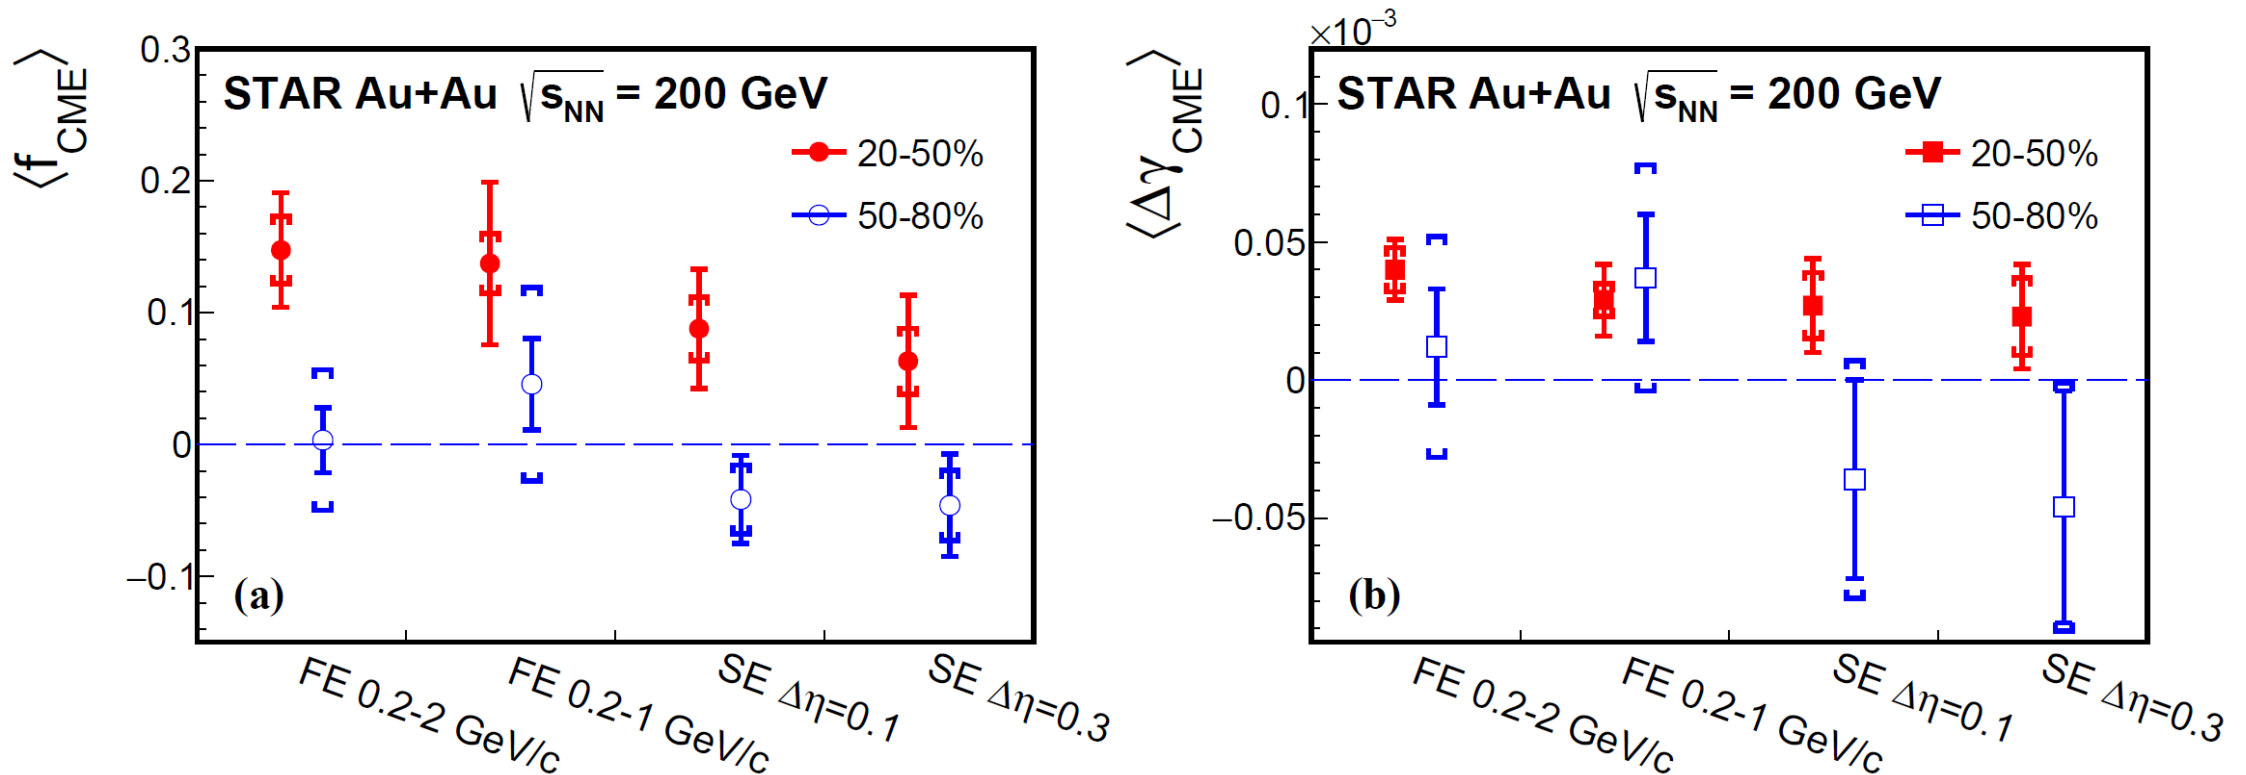 ⟨f_CME⟩
0.3
0.2
0.1
0
−0.1
STAR Au+Au √s_NN = 200 GeV
20-50%
50-80%
(a)
FE 0.2-2 GeV/c
FE 0.2-1 GeV/c
SE Δη=0.1
SE Δη=0.3
⟨Δγ_CME⟩
×10⁻³
0.1
0.05
0
−0.05
STAR Au+Au √s_NN = 200 GeV
20-50%
50-80%
(b)
FE 0.2-2 GeV/c
FE 0.2-1 GeV/c
SE Δη=0.1
SE Δη=0.3